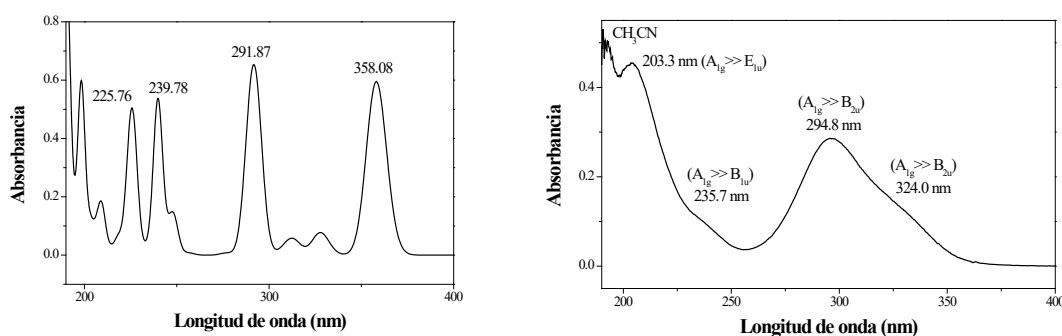 0.8
0.6
0.4
0.2
0.0
Absorbancia
225.76
239.78
291.87
358.08
200
300
400
Longitud de onda (nm)
0.4
0.2
0.0
Absorbancia
CH3CN
203.3 nm (A1g>>E1u)
(A1g>>B1u)
235.7 nm
(A1g>>B2u)
294.8 nm
(A1g>>B2u)
324.0 nm
200
250
300
350
400
Longitud de onda (nm)